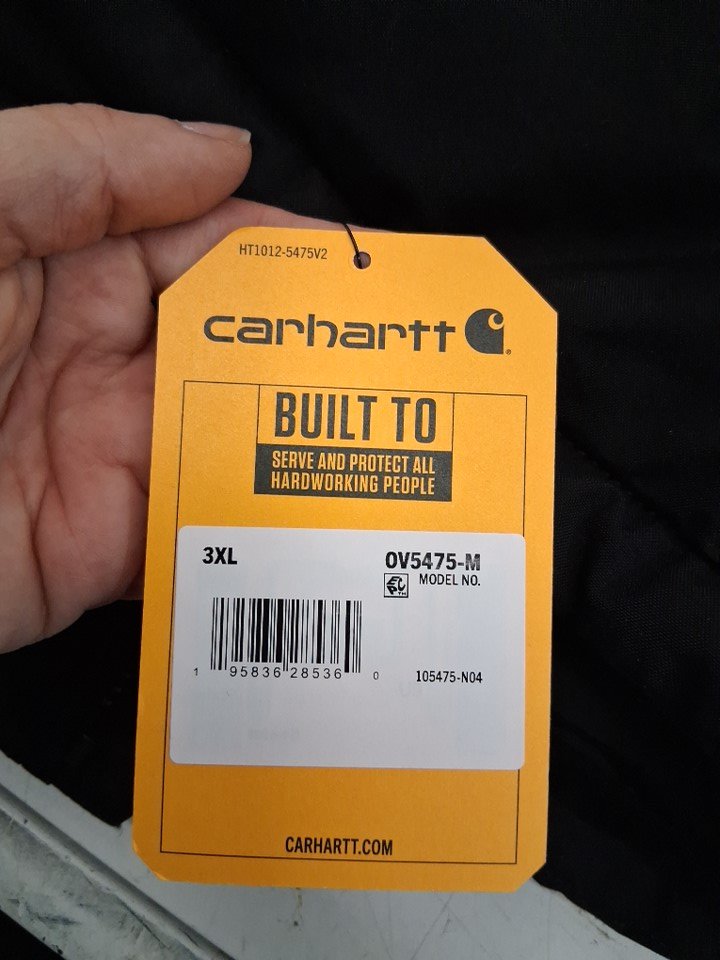 HT1012-5475V2
carhartt
BUILT TO
SERVE AND PROTECT ALL
HARDWORKING PEOPLE
3XL
OV5475-M
MODEL NO.
1 95836 28536 0
105475-N04
CARHARTT.COM